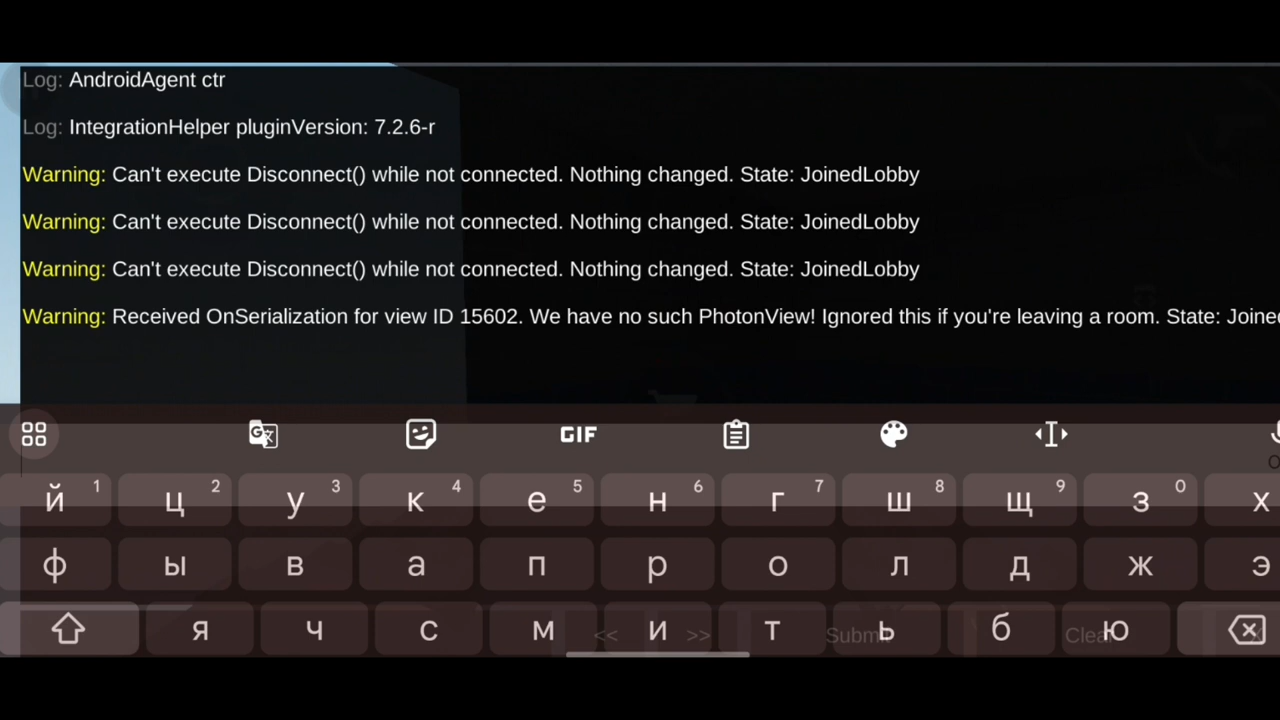 Log: AndroidAgent ctr
Log: IntegrationHelper pluginVersion: 7.2.6-r
Warning: Can't execute Disconnect() while not connected. Nothing changed. State: JoinedLobby
Warning: Can't execute Disconnect() while not connected. Nothing changed. State: JoinedLobby
Warning: Can't execute Disconnect() while not connected. Nothing changed. State: JoinedLobby
Warning: Received OnSerialization for view ID 15602. We have no such PhotonView! Ignored this if you're leaving a room. State: Joined
GIF
й 1 ц 2 у 3 к 4 е 5 н 6 г 7 ш 8 щ 9 з 0 х
ф ы в а п р о л д ж э
я ч с м и т ь б ю
<< >> Submit Clear